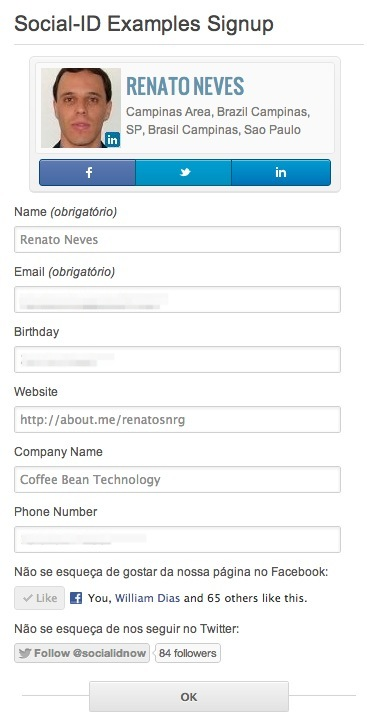 Social-ID Examples Signup
RENATO NEVES
Campinas Area, Brazil Campinas,
SP, Brasil Campinas, Sao Paulo
in
f
in
Name (obrigatório)
Renato Neves
Email (obrigatório)
Birthday
Website
http://about.me/renatosnrg
Company Name
Coffee Bean Technology
Phone Number
Não se esqueça de gostar da nossa página no Facebook:
Like
f
You, William Dias and 65 others like this.
Não se esqueça de nos seguir no Twitter:
Follow @socialidnow
84 followers
OK